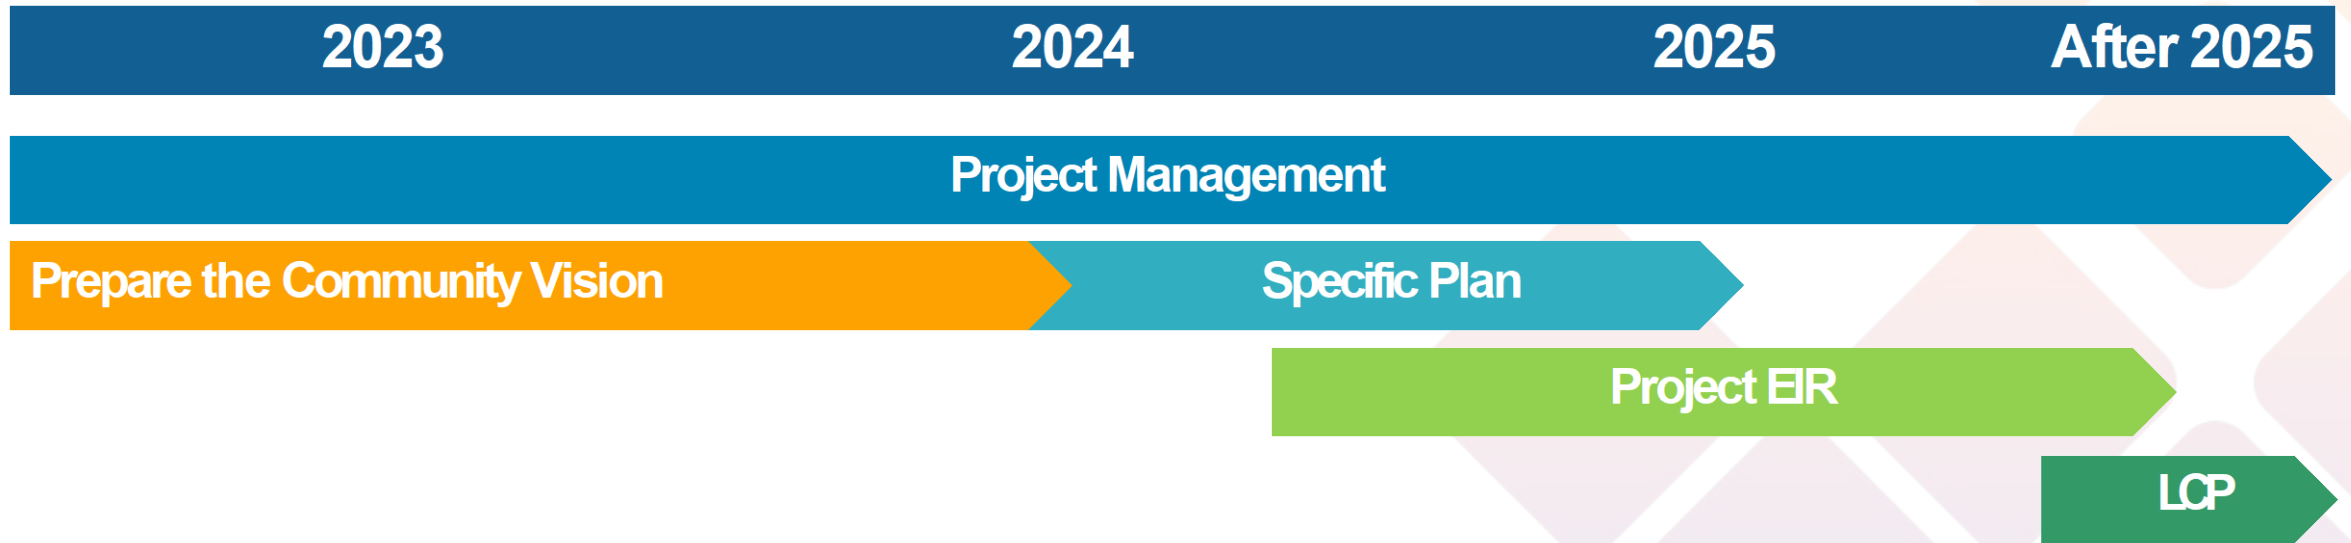 2023 2024 2025 After 2025
Project Management
Prepare the Community Vision Specific Plan
Project EIR
LCP